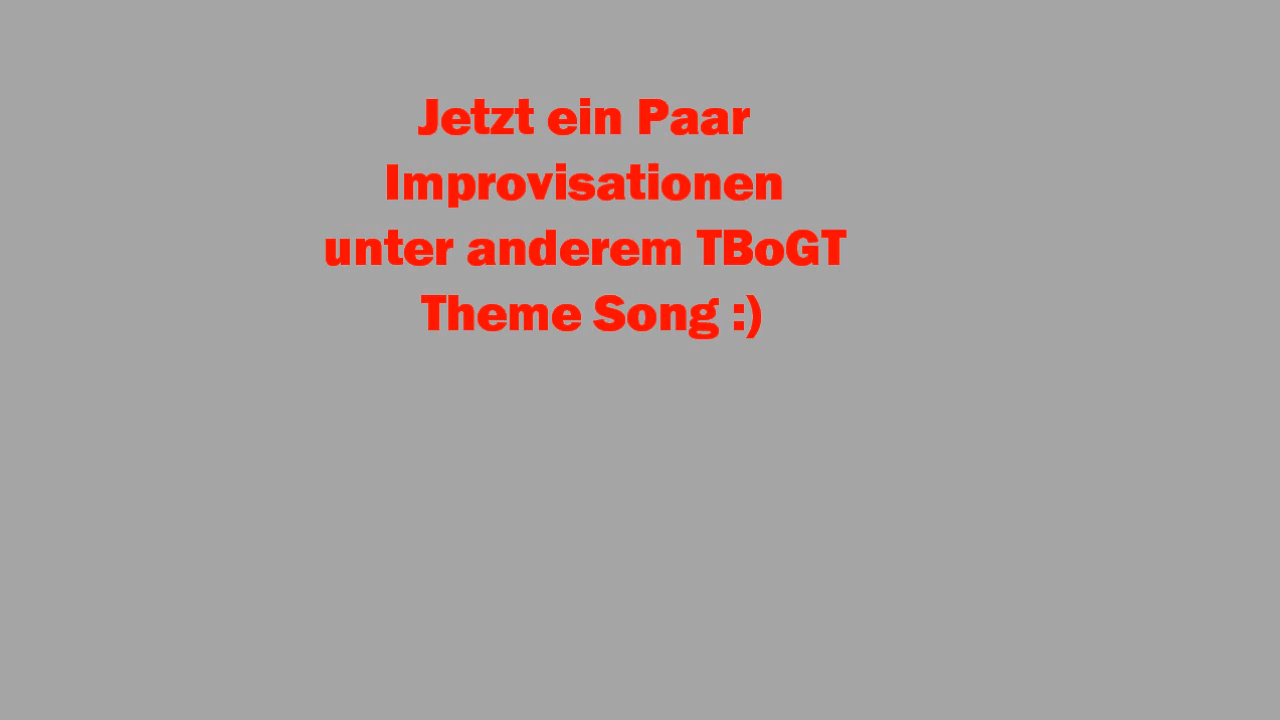 Jetzt ein Paar
Improvisationen
unter anderem TBoGT
Theme Song :)